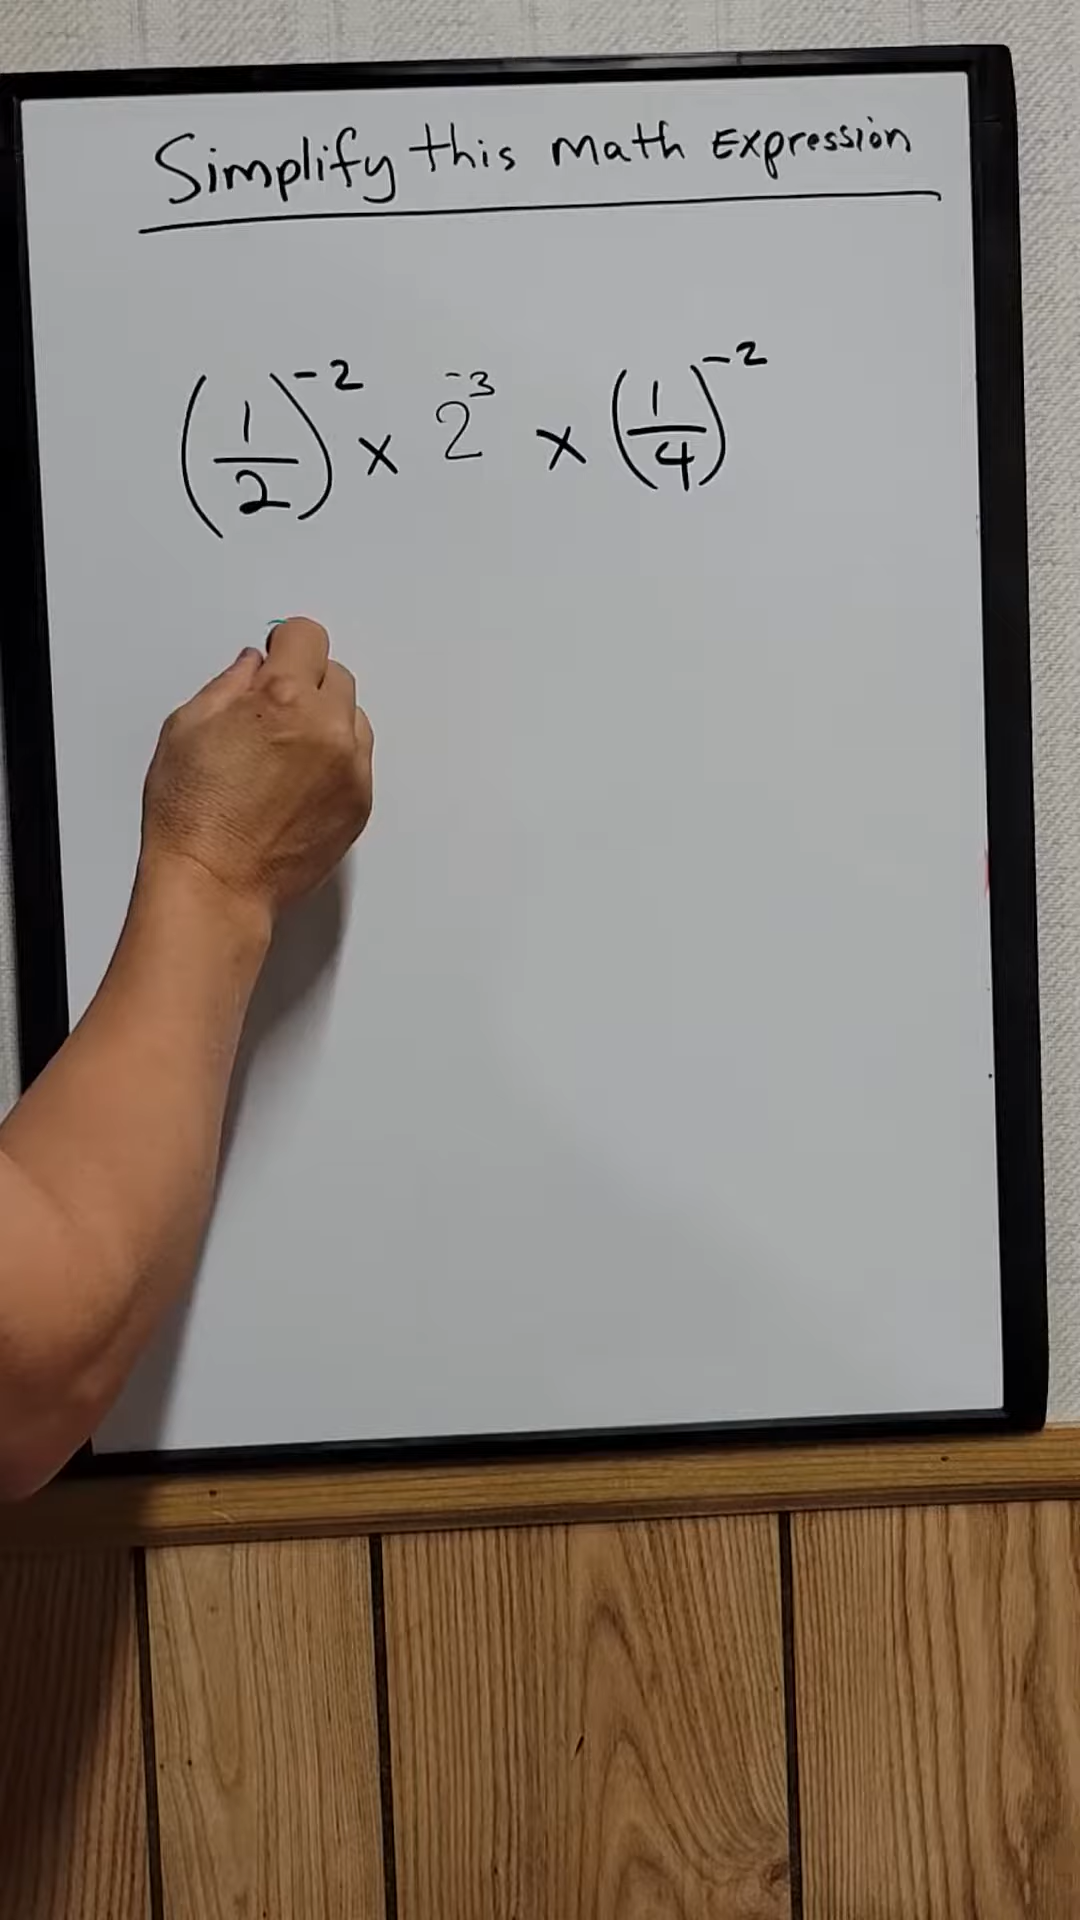 Simplify this Math Expression
(1/2)^-2 x 2^-3 x (1/4)^-2